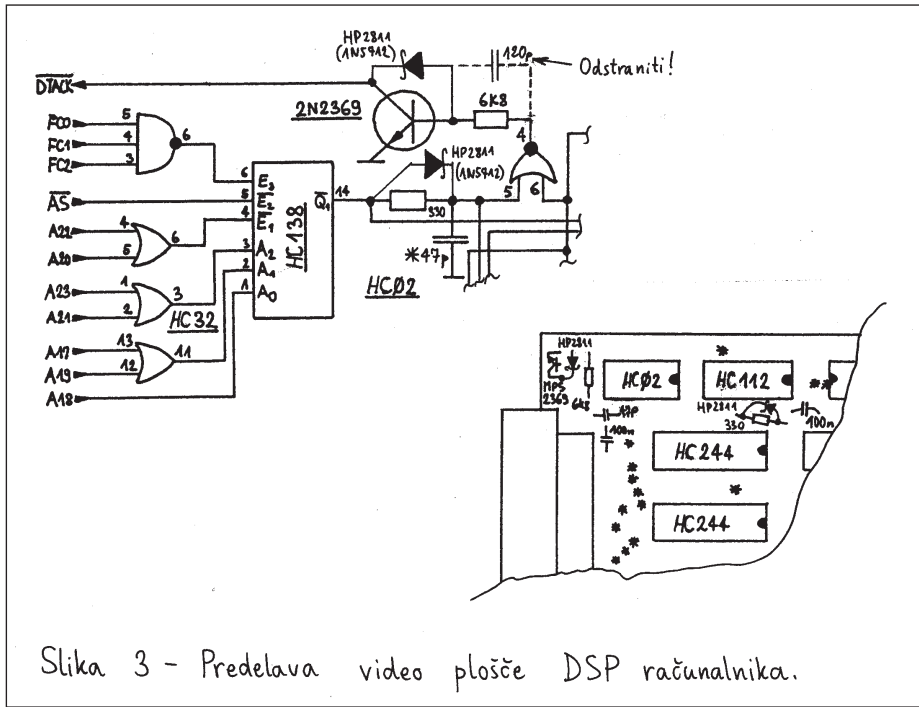 HP2811
(1N5712)
120p
Odstraniti!
DTACK
2N2369
6K8
4
FC0 5
FC1 4 6
FC2 3
HP2811
(1N5712)
AS
6 E3
5 E2
4 E1
3 A2
2 A1
1 A0
HC138
Q1 14
330
5 6
*47p
HC02
A22 4
A20 5 6
A23 1
A21 2 3
HC32
A17 13
A19 12 11
A18
HP2811
MPS
2369
6K8
HC02
HC112
47p
100n
HP2811
330
100n
HC244
HC244
Slika 3 - Predelava video plošče DSP računalnika.